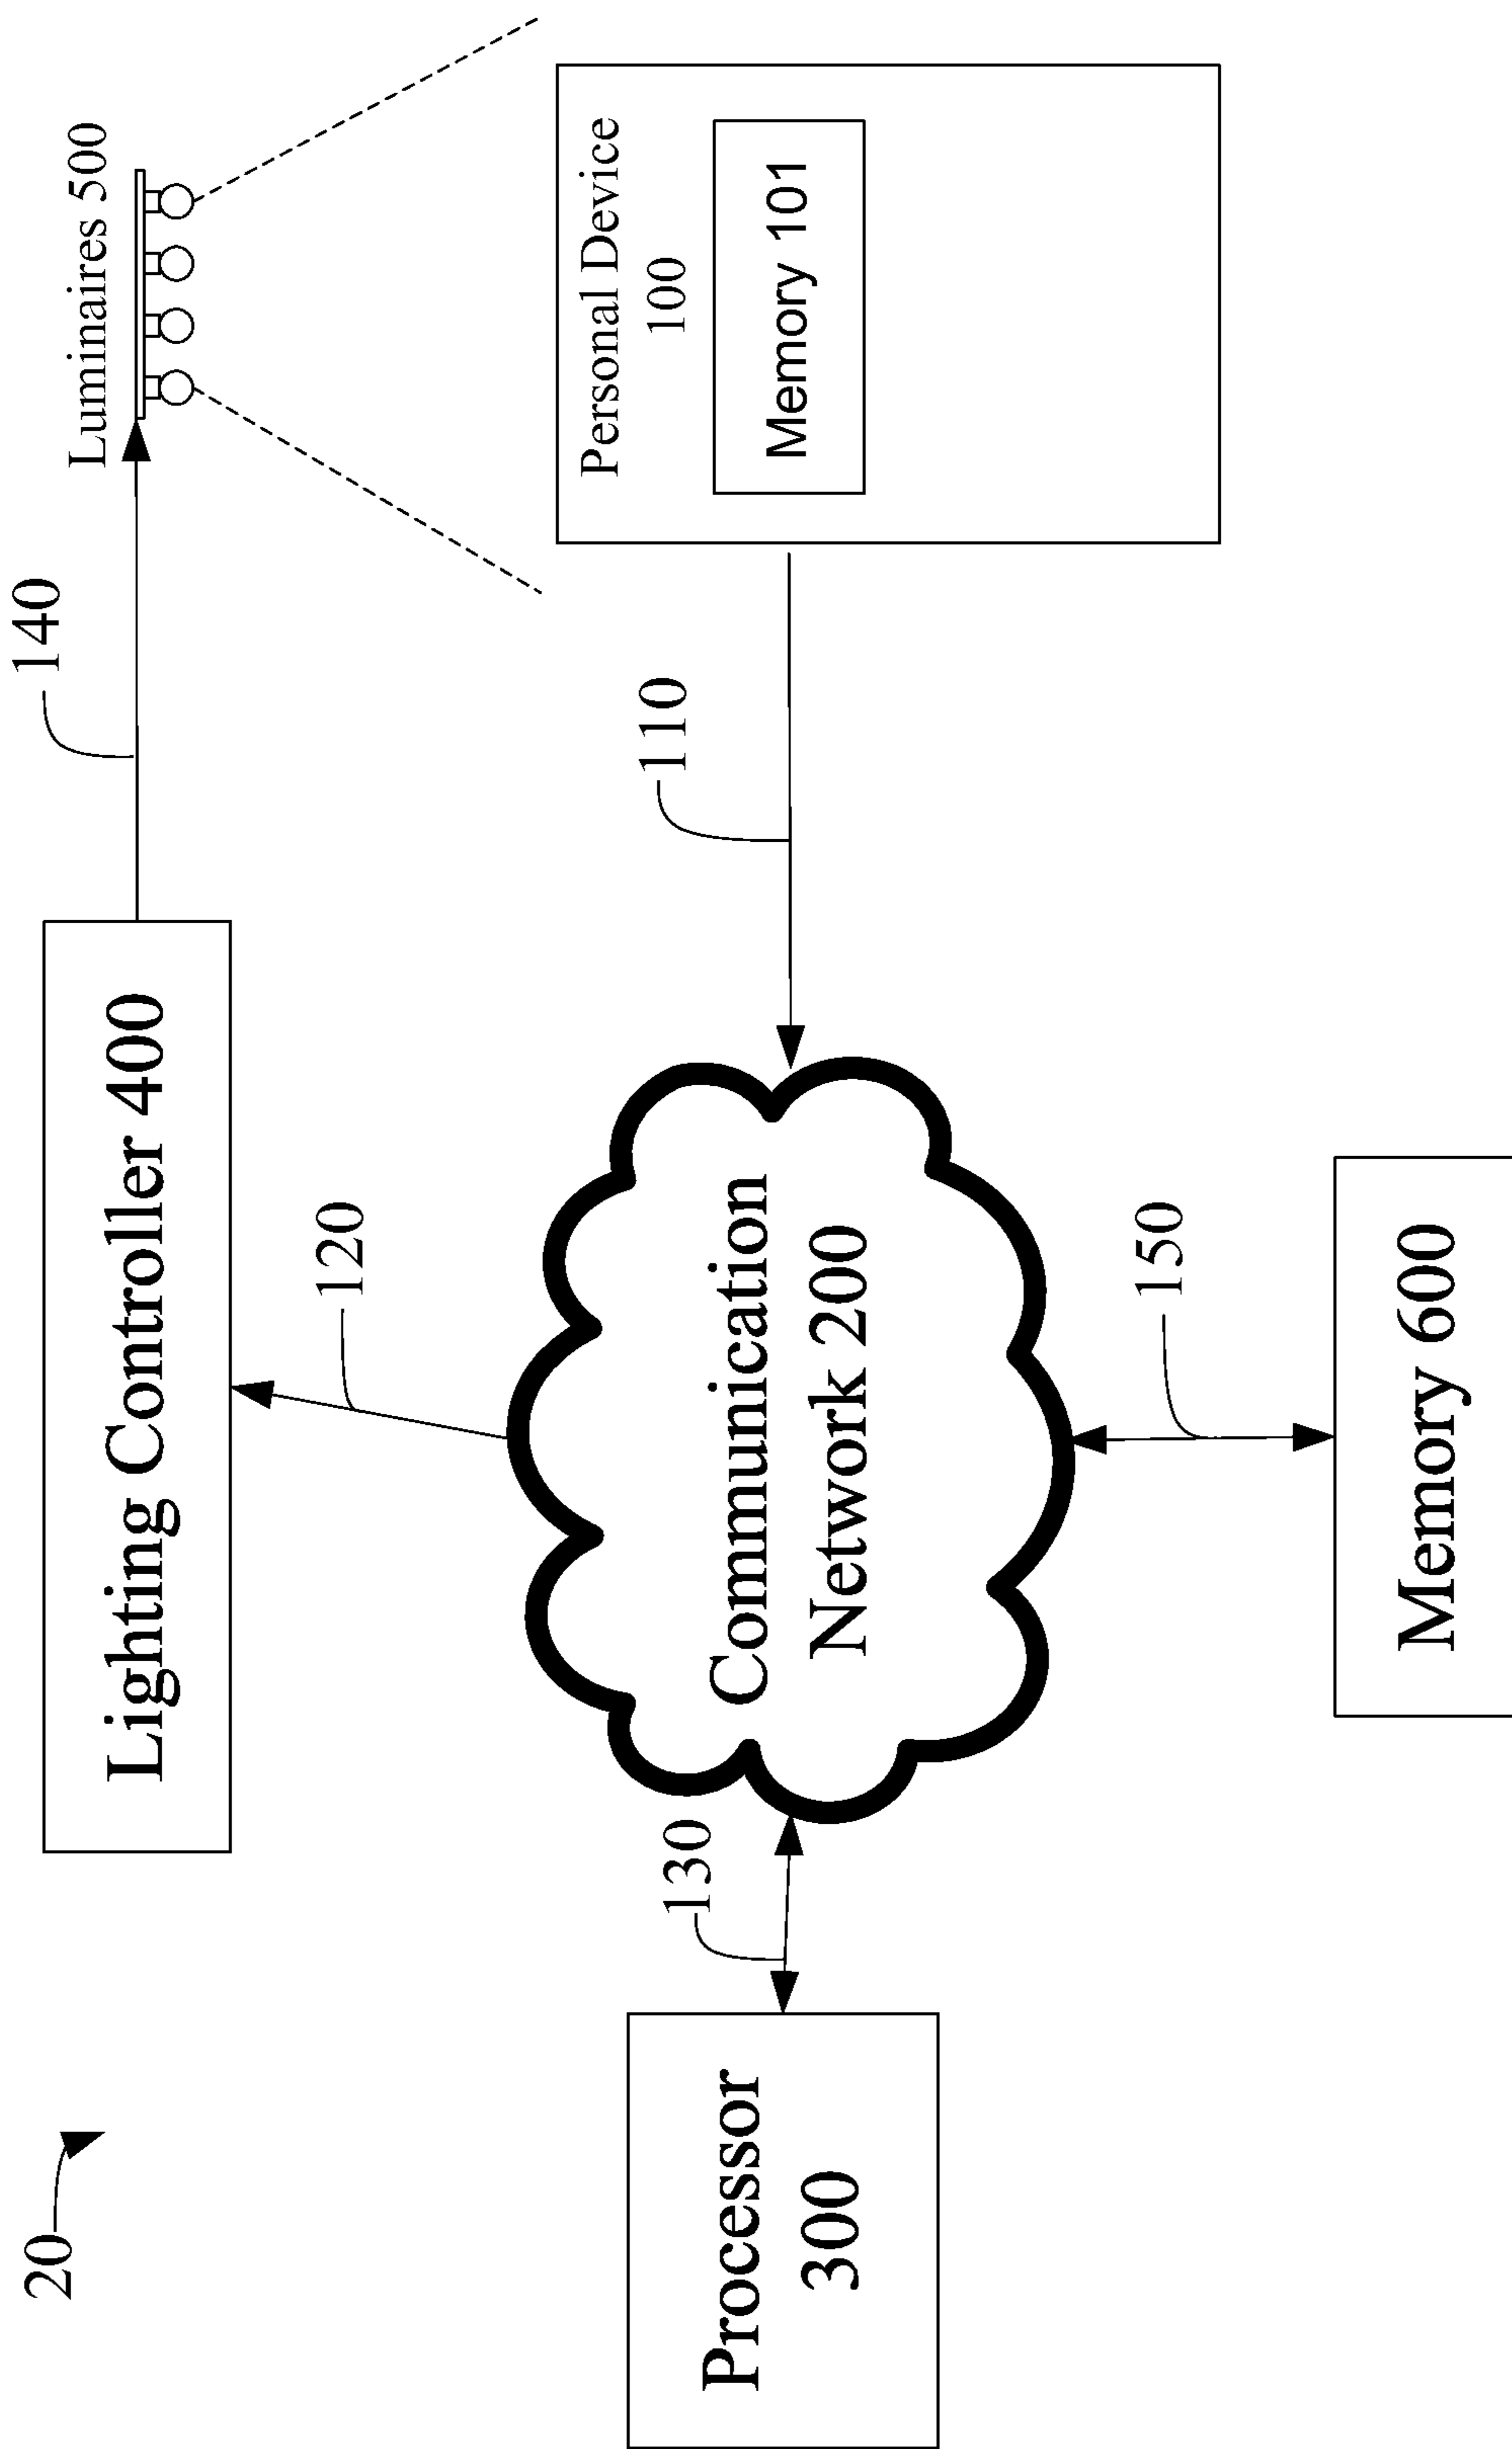 20
Lighting Controller 400
140
Luminaires 500
120
Personal Device
100
Memory 101
110
130
Communication
Network 200
Processor
300
150
Memory 600